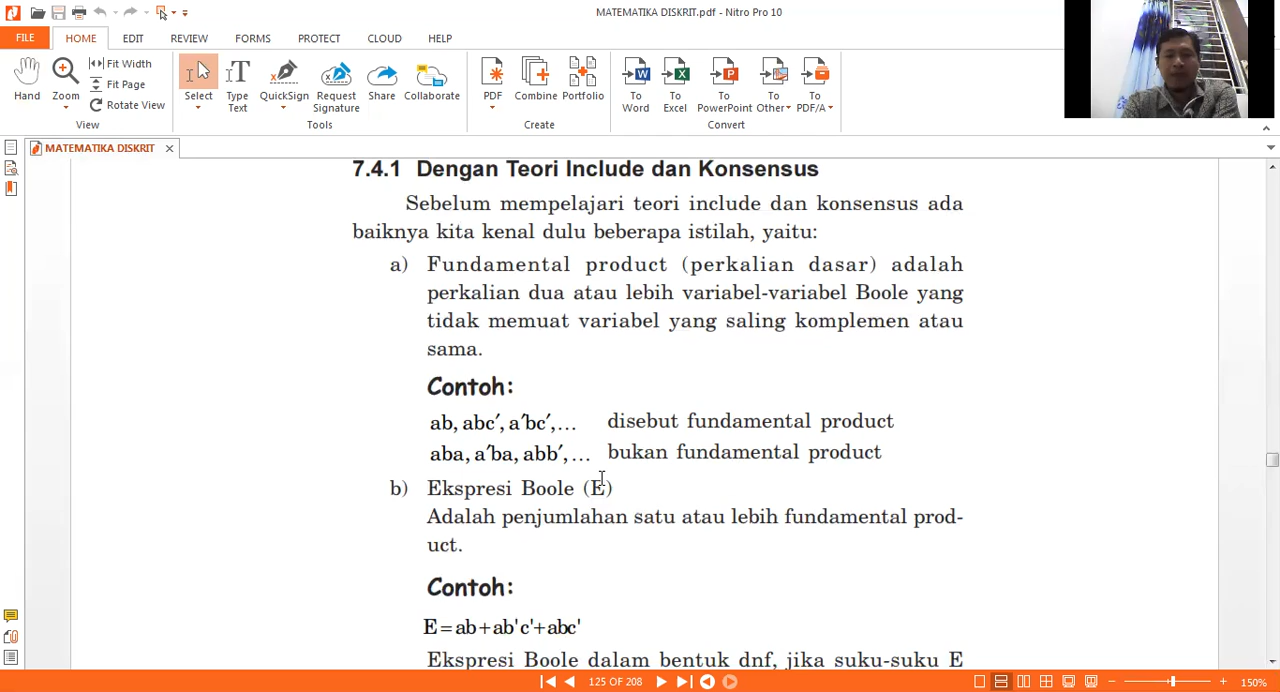 MATEMATIKA DISKRIT.pdf - Nitro Pro 10
FILE HOME EDIT REVIEW FORMS PROTECT CLOUD HELP
Hand
Zoom
Fit Width
Fit Page
Rotate View
View
Select
Type Text
QuickSign
Request Signature
Share
Collaborate
Tools
PDF
Combine
Portfolio
Create
To Word
To Excel
To PowerPoint
To Other
To PDF/A
Convert
MATEMATIKA DISKRIT
7.4.1 Dengan Teori Include dan Konsensus
Sebelum mempelajari teori include dan konsensus ada
baiknya kita kenal dulu beberapa istilah, yaitu:
a) Fundamental product (perkalian dasar) adalah
perkalian dua atau lebih variabel-variabel Boole yang
tidak memuat variabel yang saling komplemen atau
sama.
Contoh:
ab, abc′, a′bc′,… disebut fundamental product
aba, a′ba, abb′,… bukan fundamental product
b) Ekspresi Boole (E)
Adalah penjumlahan satu atau lebih fundamental prod-
uct.
Contoh:
E = ab + ab'c' + abc'
Ekspresi Boole dalam bentuk dnf, jika suku-suku E
125 OF 208
150%